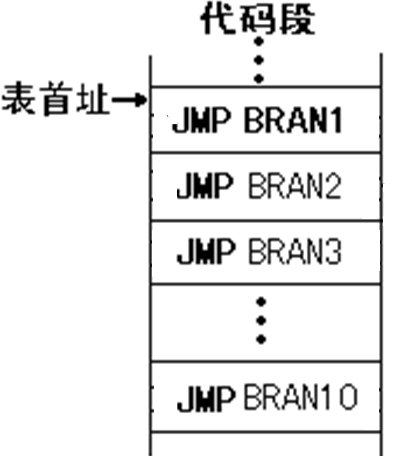 代码段
表首址→
JMP BRAN1
JMP BRAN2
JMP BRAN3
JMP BRAN10